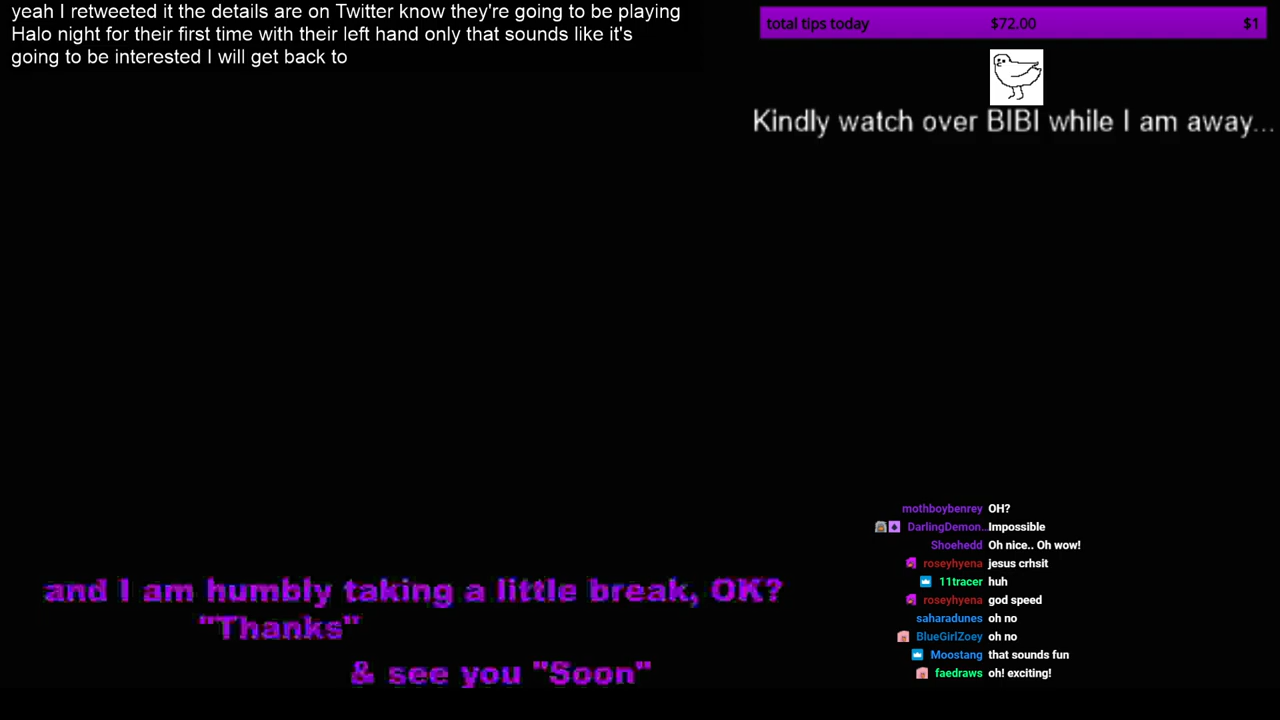 yeah I retweeted it the details are on Twitter know they're going to be playing
Halo night for their first time with their left hand only that sounds like it's
going to be interested I will get back to
total tips today $72.00 $1
Kindly watch over BIBI while I am away...
mothboybenrey OH?
DarlingDemon... Impossible
Shoehedd Oh nice.. Oh wow!
roseyhyena jesus crhsit
11tracer huh
roseyhyena god speed
saharadunes oh no
BlueGirlZoey oh no
Moostang that sounds fun
faedraws oh! exciting!
and I am humbly taking a little break, OK?
"Thanks"
& see you "Soon"